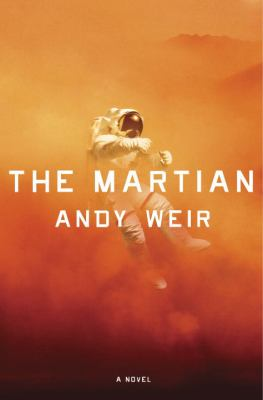 THE MARTIAN
ANDY WEIR
A NOVEL